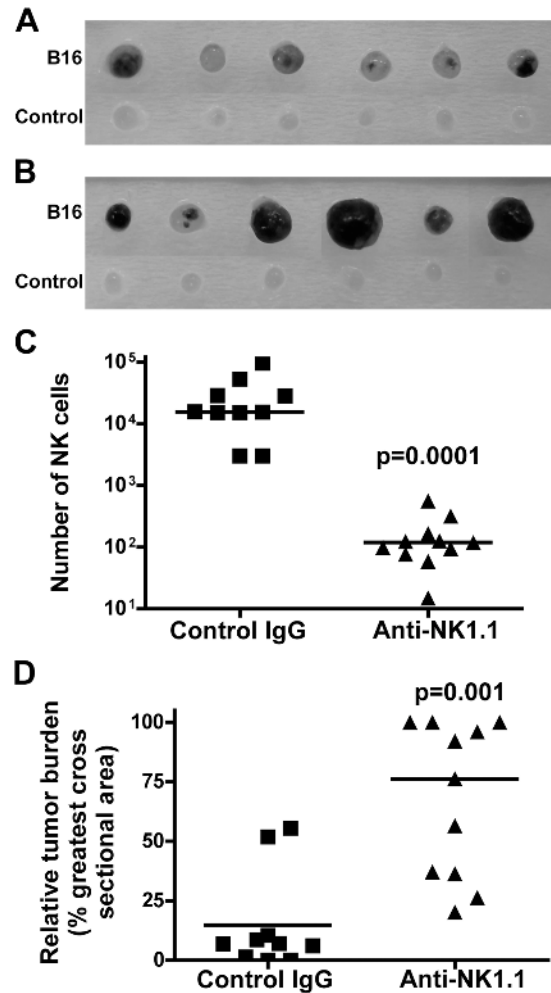 A
B16
Control
B
B16
Control
C
Number of NK cells
10^5
10^4
10^3
10^2
10^1
p=0.0001
Control IgG
Anti-NK1.1
D
Relative tumor burden
(% greatest cross
sectional area)
100
75
50
25
0
p=0.001
Control IgG
Anti-NK1.1